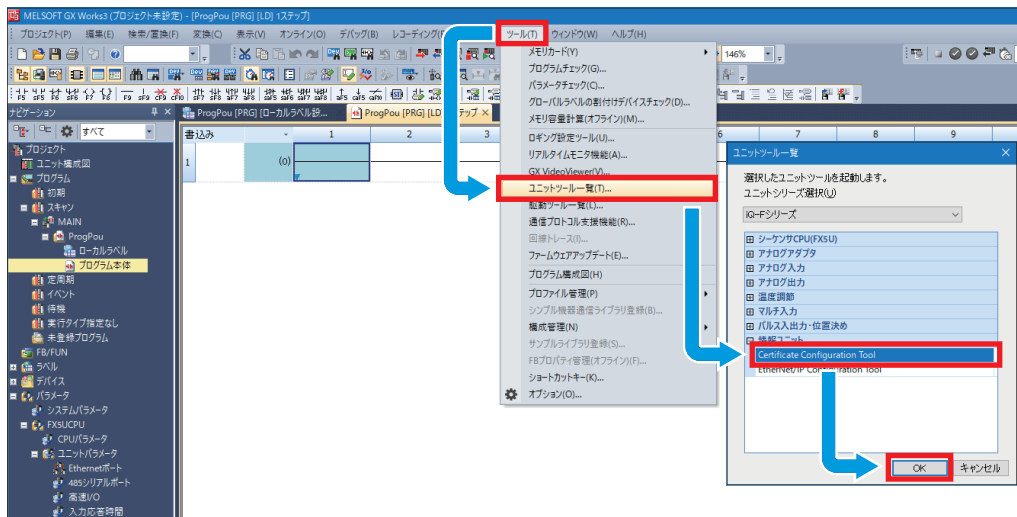 MELSOFT GX Works3 (プロジェクト未設定) - [ProgPou [PRG] [LD] 1ステップ]
プロジェクト(P) 編集(E) 検索/置換(F) 変換(C) 表示(V) オンライン(O) デバッグ(B) レコーディング(R) ツール(T) ウィンドウ(W) ヘルプ(H)
146%
ナビゲーション
ProgPou [PRG] [ローカルラベル設...
ProgPou [PRG] [LD] ステップ
すべて
書込み 1 2 3 6 7 8 9
1 (0)
プロジェクト
ユニット構成図
プログラム
初期
スキャン
MAIN
ProgPou
ローカルラベル
プログラム本体
定周期
イベント
待機
実行タイプ指定なし
未登録プログラム
FB/FUN
ラベル
デバイス
パラメータ
システムパラメータ
FX5UCPU
CPUパラメータ
ユニットパラメータ
Ethernetポート
485シリアルポート
高速I/O
入力応答時間
メモリカード(Y)
プログラムチェック(G)...
パラメータチェック(P)...
グローバルラベルの割付けデバイスチェック(D)...
メモリ容量計算(オフライン)(M)...
ロギング設定ツール(U)...
リアルタイムモニタ機能(A)...
GX VideoViewer(V)...
ユニットツール一覧(T)...
駆動ツール一覧(L)...
通信プロトコル支援機能(R)...
回線トレース(I)...
ファームウェアアップデート(E)...
プログラム構成図(H)
プロファイル管理(P)
シンプル機器通信ライブラリ登録(B)...
構成管理(N)
サンプルライブラリ登録(S)...
FBプロパティ管理(オフライン)(F)...
ショートカットキー(K)...
オプション(O)...
ユニットツール一覧
選択したユニットツールを起動します。
ユニットシリーズ選択(U)
iQ-Fシリーズ
シーケンサCPU(FX5U)
アナログアダプタ
アナログ入力
アナログ出力
温度調節
マルチ入力
パルス入出力・位置決め
情報ユニット
Certificate Configuration Tool
EtherNet/IP Configuration Tool
OK キャンセル